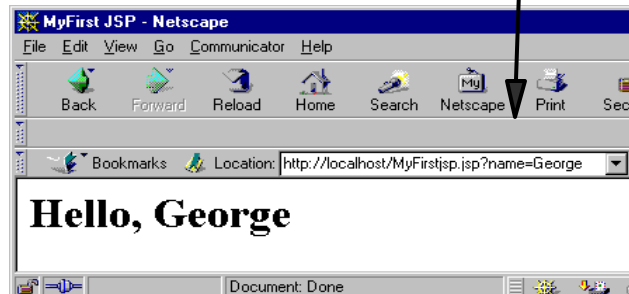 MyFirst JSP - Netscape
File Edit View Go Communicator Help
Back Forward Reload Home Search Netscape Print Sec
Bookmarks Location: http://localhost/MyFirstjsp.jsp?name=George
Hello, George
Document: Done